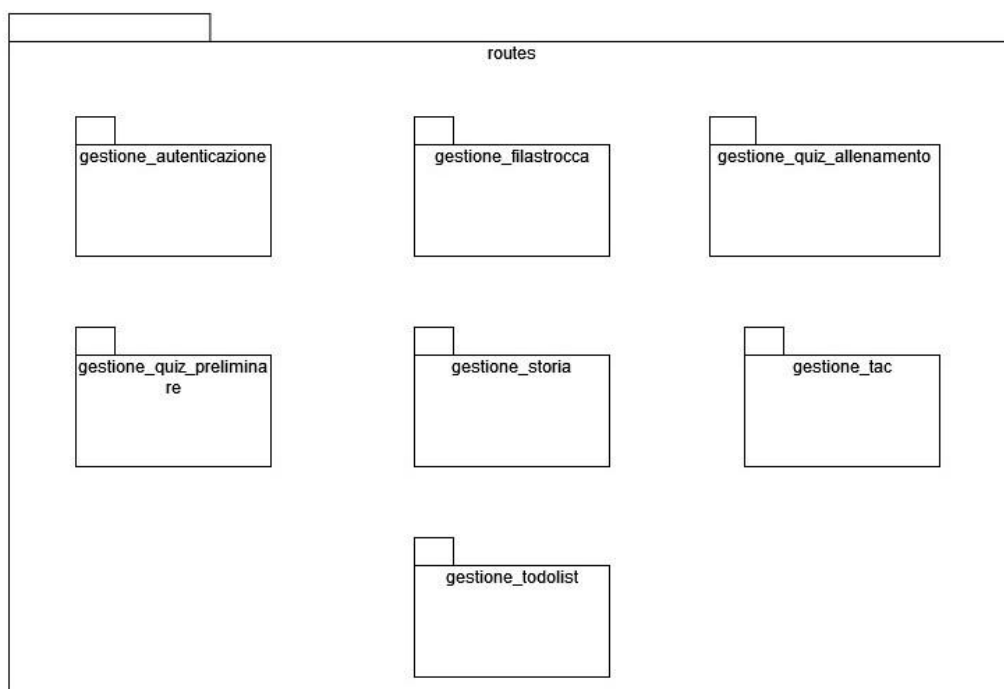 routes
gestione_autenticazione
gestione_filastrocca
gestione_quiz_allenamento
gestione_quiz_prelimina
re
gestione_storia
gestione_tac
gestione_todolist